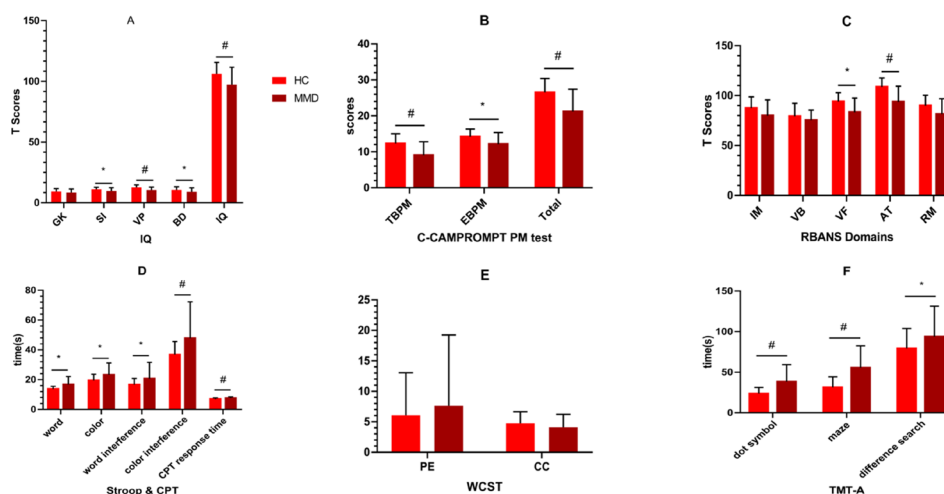 A
150
100
50
0
T Scores
*
#
*
#
GK
SI
VP
BD
IQ
IQ
HC
MMD
B
40
30
20
10
0
scores
#
*
#
TBPM
EBPM
Total
C-CAMPROMPT PM test
C
150
100
50
0
T Scores
*
#
IM
VB
VF
AT
RM
RBANS Domains
D
80
60
40
20
0
time(s)
*
*
*
#
#
word
color
word interference
color interference
CPT response time
Stroop & CPT
E
25
20
15
10
5
0
PE
CC
WCST
F
150
100
50
0
time(s)
#
#
*
dot symbol
maze
difference search
TMT-A